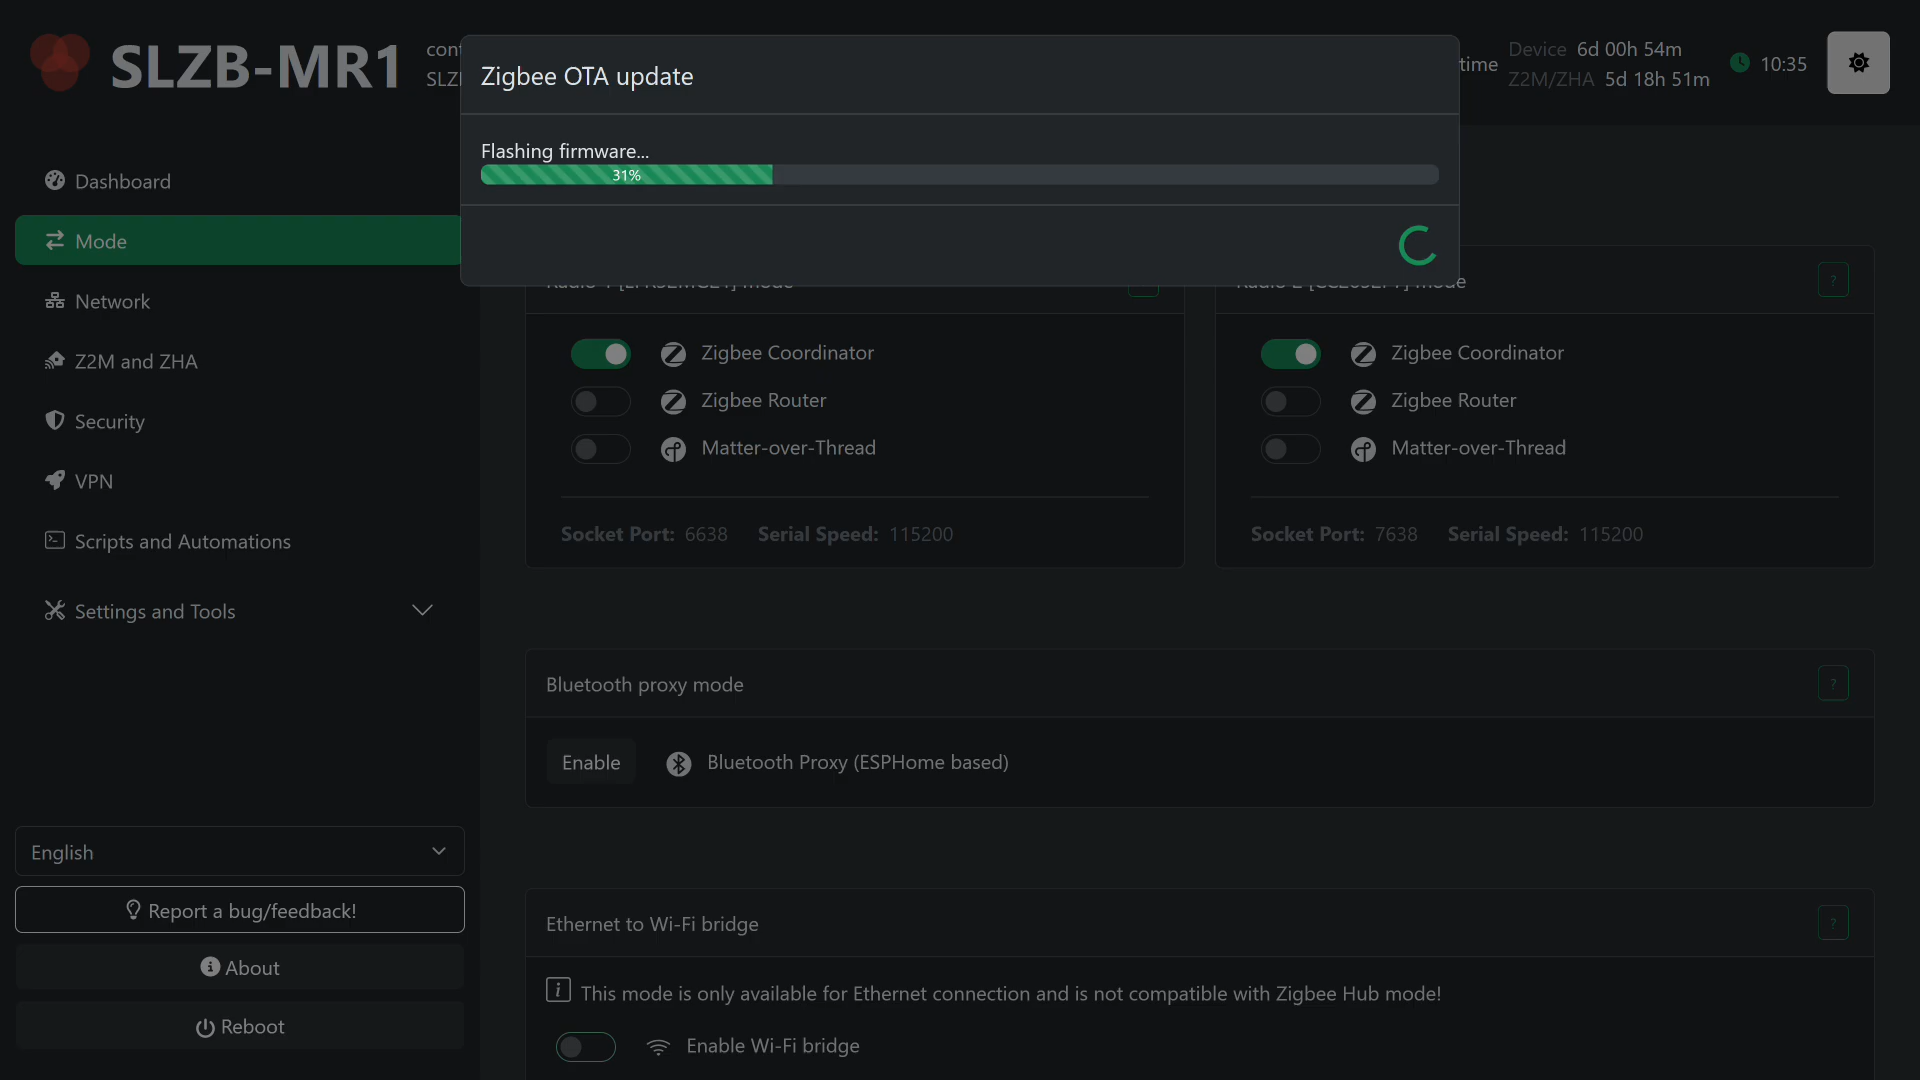 SLZB-MR1
Device 6d 00h 54m
time
Z2M/ZHA 5d 18h 51m
10:35
Zigbee OTA update
Flashing firmware...
31%
Dashboard
Mode
Network
Z2M and ZHA
Security
VPN
Scripts and Automations
Settings and Tools
English
Report a bug/feedback!
About
Reboot
mode
Zigbee Coordinator
Zigbee Router
Matter-over-Thread
Socket Port: 6638 Serial Speed: 115200
mode
?
Zigbee Coordinator
Zigbee Router
Matter-over-Thread
Socket Port: 7638 Serial Speed: 115200
Bluetooth proxy mode
?
Enable
Bluetooth Proxy (ESPHome based)
Ethernet to Wi-Fi bridge
?
This mode is only available for Ethernet connection and is not compatible with Zigbee Hub mode!
Enable Wi-Fi bridge